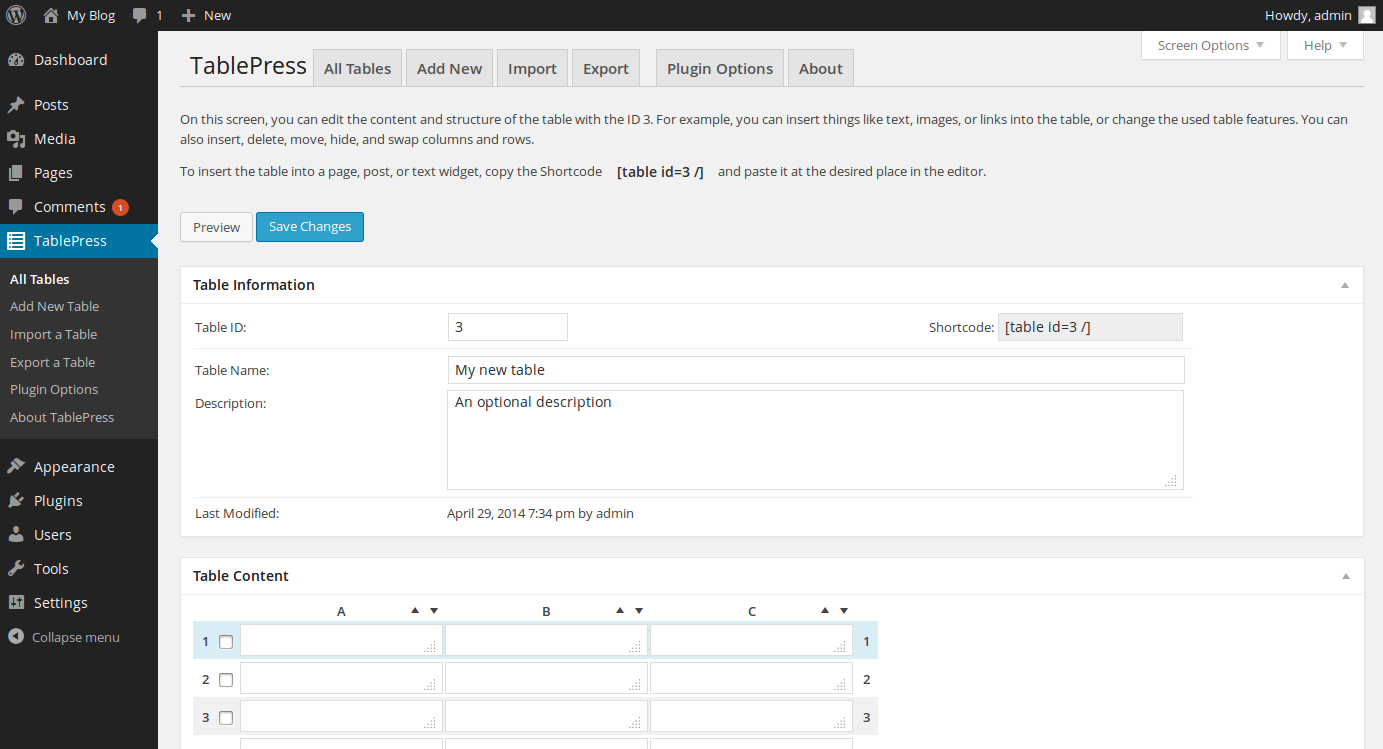 My Blog 1 New Howdy, admin
Dashboard
Posts
Media
Pages
Comments 1
TablePress
All Tables
Add New Table
Import a Table
Export a Table
Plugin Options
About TablePress
Appearance
Plugins
Users
Tools
Settings
Collapse menu
Screen Options Help
TablePress All Tables Add New Import Export Plugin Options About
On this screen, you can edit the content and structure of the table with the ID 3. For example, you can insert things like text, images, or links into the table, or change the used table features. You can
also insert, delete, move, hide, and swap columns and rows.
To insert the table into a page, post, or text widget, copy the Shortcode [table id=3 /] and paste it at the desired place in the editor.
Preview Save Changes
Table Information
Table ID: 3 Shortcode: [table id=3 /]
Table Name: My new table
Description: An optional description
Last Modified: April 29, 2014 7:34 pm by admin
Table Content
A B C
1 1
2 2
3 3